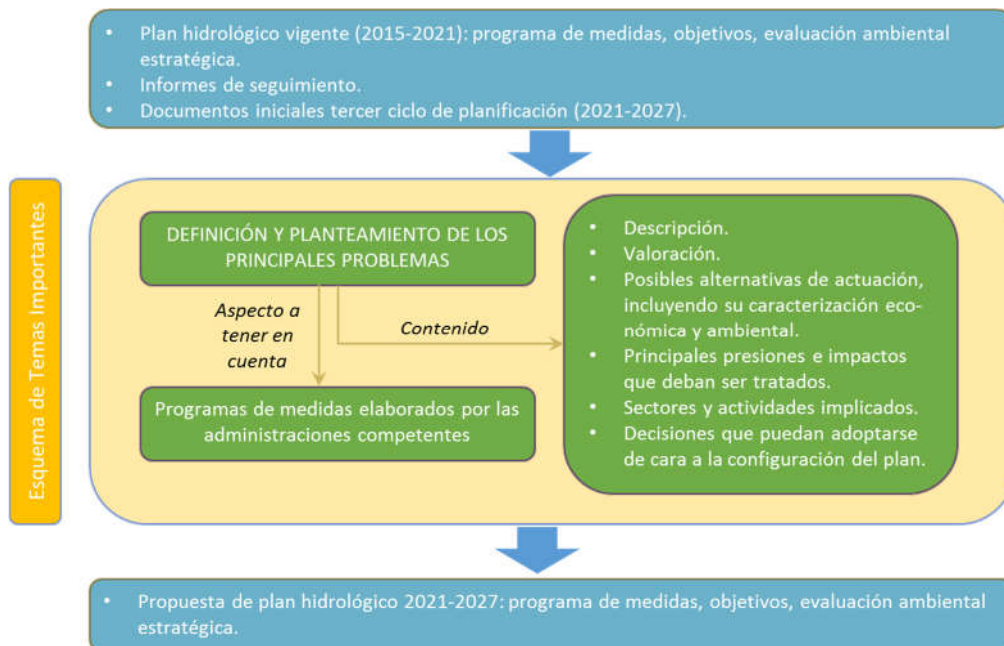 • Plan hidrológico vigente (2015-2021): programa de medidas, objetivos, evaluación ambiental
estratégica.
• Informes de seguimiento.
• Documentos iniciales tercer ciclo de planificación (2021-2027).
Esquema de Temas Importantes
DEFINICIÓN Y PLANTEAMIENTO DE LOS
PRINCIPALES PROBLEMAS
Aspecto a
tener en
cuenta
Contenido
Programas de medidas elaborados por las
administraciones competentes
• Descripción.
• Valoración.
• Posibles alternativas de actuación,
incluyendo su caracterización eco-
nómica y ambiental.
• Principales presiones e impactos
que deban ser tratados.
• Sectores y actividades implicados.
• Decisiones que puedan adoptarse
de cara a la configuración del plan.
• Propuesta de plan hidrológico 2021-2027: programa de medidas, objetivos, evaluación ambiental
estratégica.